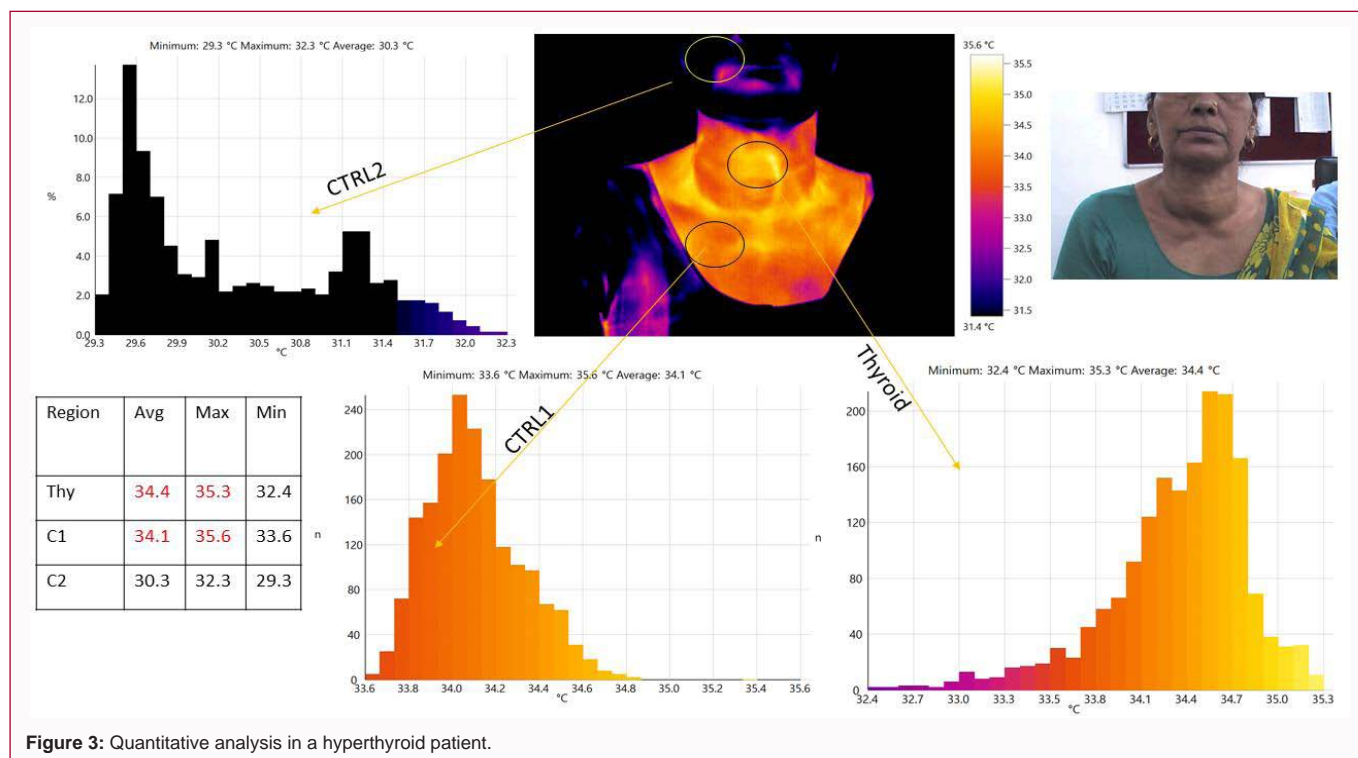 Minimum: 29.3 °C Maximum: 32.3 °C Average: 30.3 °C
12.0
10.0
8.0
%
6.0
4.0
2.0
0.0
29.3 29.6 29.9 30.2 30.5 30.8 31.1 31.4 31.7 32.0 32.3
°C
CTRL2
35.6 °C
35.5
35.0
34.5
34.0
33.5
33.0
32.5
32.0
31.5
31.4 °C
Region Avg Max Min
Thy 34.4 35.3 32.4
C1 34.1 35.6 33.6
C2 30.3 32.3 29.3
Minimum: 33.6 °C Maximum: 35.6 °C Average: 34.1 °C
240
200
160
n
120
80
40
0
33.6 33.8 34.0 34.2 34.4 34.6 34.8 35.0 35.2 35.4 35.6
°C
CTRL1
Minimum: 32.4 °C Maximum: 35.3 °C Average: 34.4 °C
200
160
n
120
80
40
0
32.4 32.7 33.0 33.3 33.5 33.8 34.1 34.4 34.7 35.0 35.3
°C
Thyroid
Figure 3: Quantitative analysis in a hyperthyroid patient.